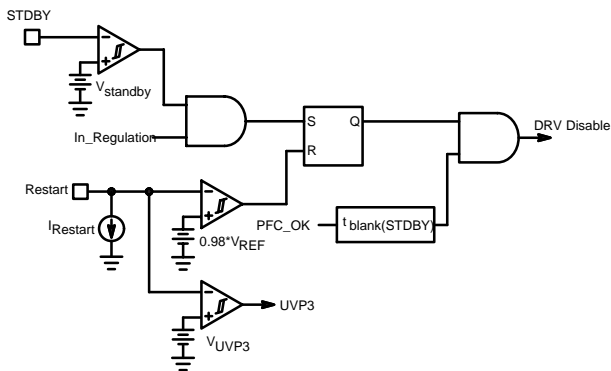 STDBY
Vstandby
In_Regulation
S
Q
R
DRV Disable
Restart
IRestart
0.98*VREF
PFC_OK
tblank(STDBY)
UVP3
VUVP3